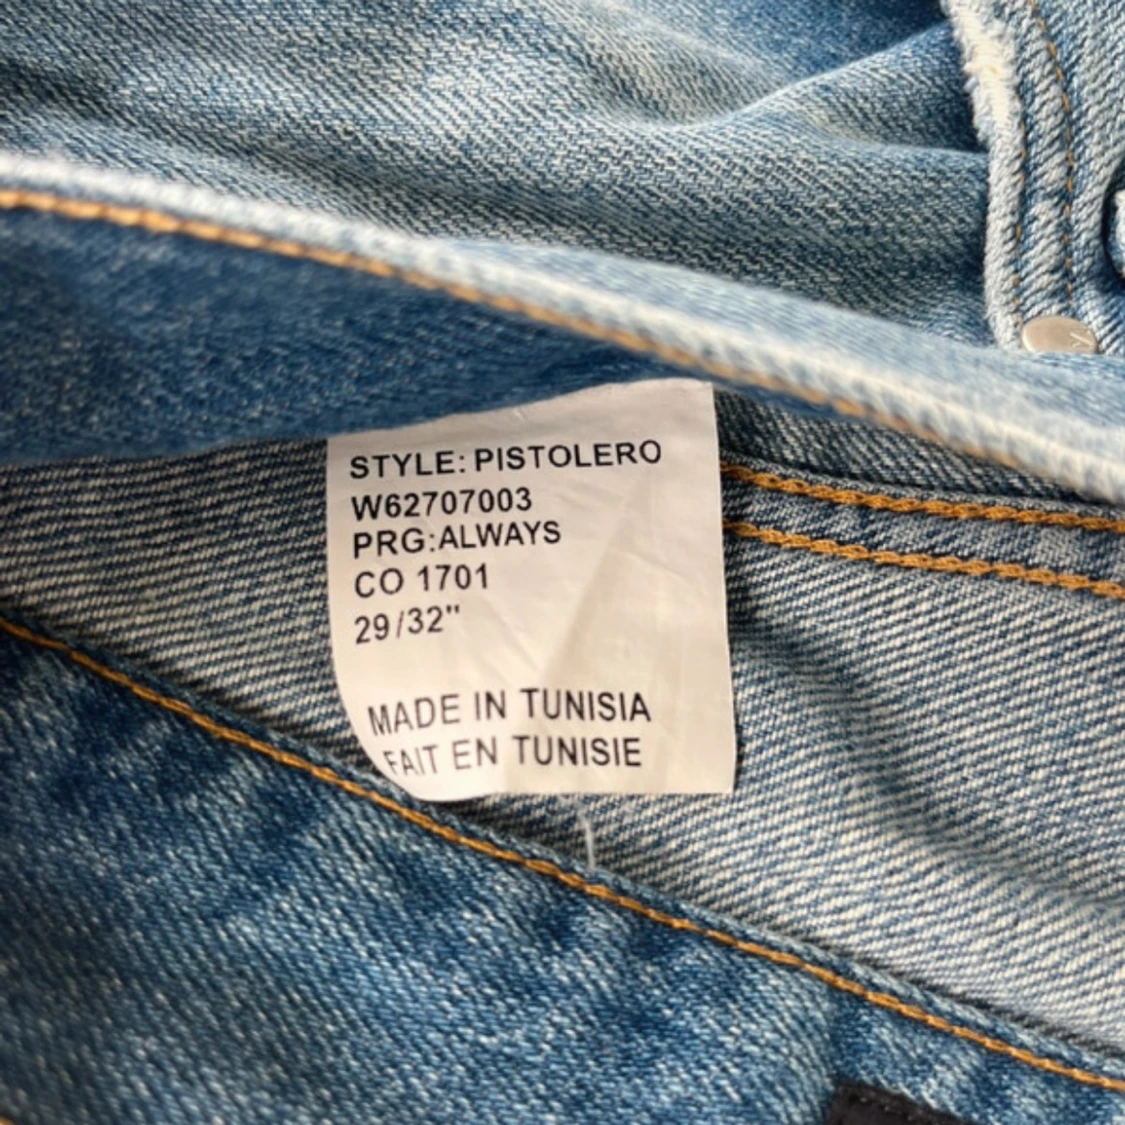 STYLE: PISTOLERO
W62707003
PRG:ALWAYS
CO 1701
29/32"
MADE IN TUNISIA
FAIT EN TUNISIE